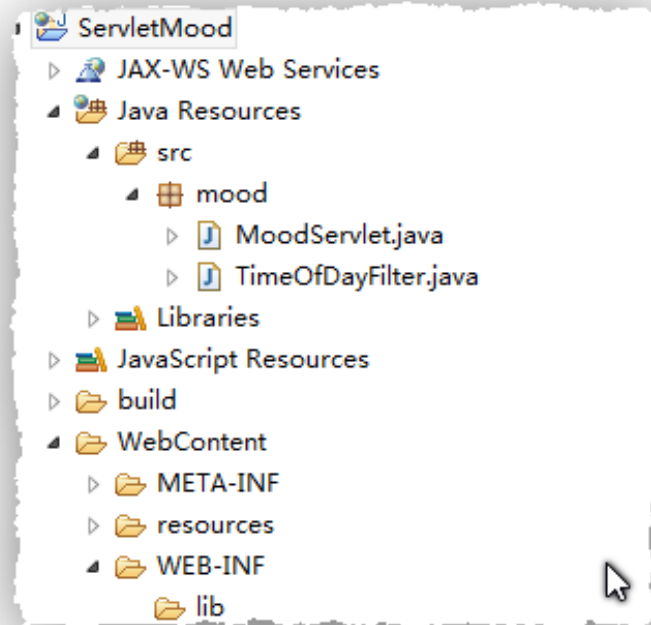 ServletMood
JAX-WS Web Services
Java Resources
src
mood
MoodServlet.java
TimeOfDayFilter.java
Libraries
JavaScript Resources
build
WebContent
META-INF
resources
WEB-INF
lib